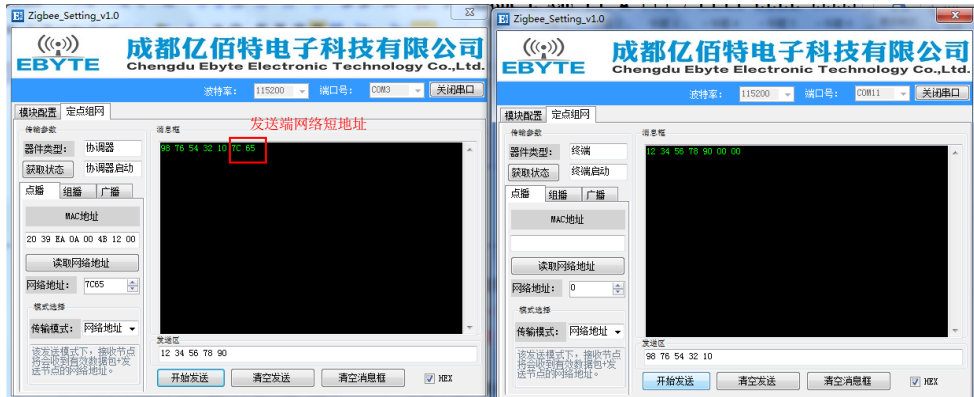 Zigbee_Setting_v1.0
EBYTE
成都亿佰特电子科技有限公司
Chengdu Ebyte Electronic Technology Co.,Ltd.
波特率: 115200 端口号: COM3 关闭串口
模块配置 定点组网
发送端网络短地址
传输参数
器件类型: 协调器
获取状态 协调器启动
点播 组播 广播
MAC地址
20 39 EA 0A 00 4B 12 00
读取网络地址
网络地址: 7C65
模式选择
传输模式: 网络地址
该发送模式下,接收节点
将会收到有效数据包+发
送节点的网络地址。
消息框
98 76 54 32 10 7C 65
发送区
12 34 56 78 90
开始发送 清空发送 清空消息框 HEX
Zigbee_Setting_v1.0
EBYTE
成都亿佰特电子科技有限公司
Chengdu Ebyte Electronic Technology Co.,Ltd.
波特率: 115200 端口号: COM11 关闭串口
模块配置 定点组网
传输参数
器件类型: 终端
获取状态 终端启动
点播 组播 广播
MAC地址
读取网络地址
网络地址: 0
模式选择
传输模式: 网络地址
该发送模式下,接收节点
将会收到有效数据包+发
送节点的网络地址。
消息框
12 34 56 78 90 00 00
发送区
98 76 54 32 10
开始发送 清空发送 清空消息框 HEX